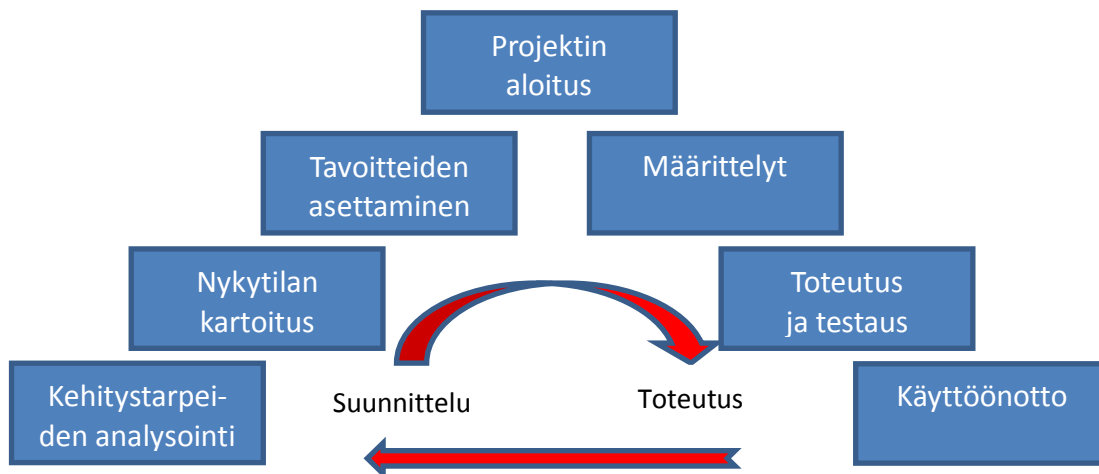 Projektin
aloitus
Tavoitteiden
asettaminen
Määrittelyt
Nykytilan
kartoitus
Toteutus
ja testaus
Kehitystarpei-
den analysointi
Suunnittelu
Toteutus
Käyttöönotto